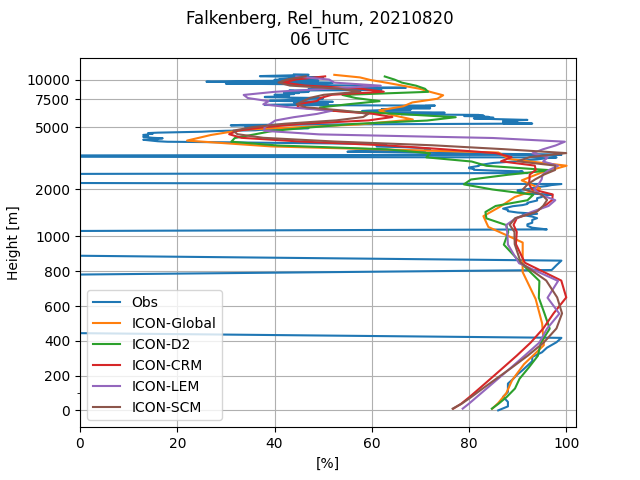 Falkenberg, Rel_hum, 20210820
06 UTC
10000
7500
5000
2000
1000
800
600
400
200
0
Height [m]
Obs
ICON-Global
ICON-D2
ICON-CRM
ICON-LEM
ICON-SCM
0 20 40 60 80 100
[%]